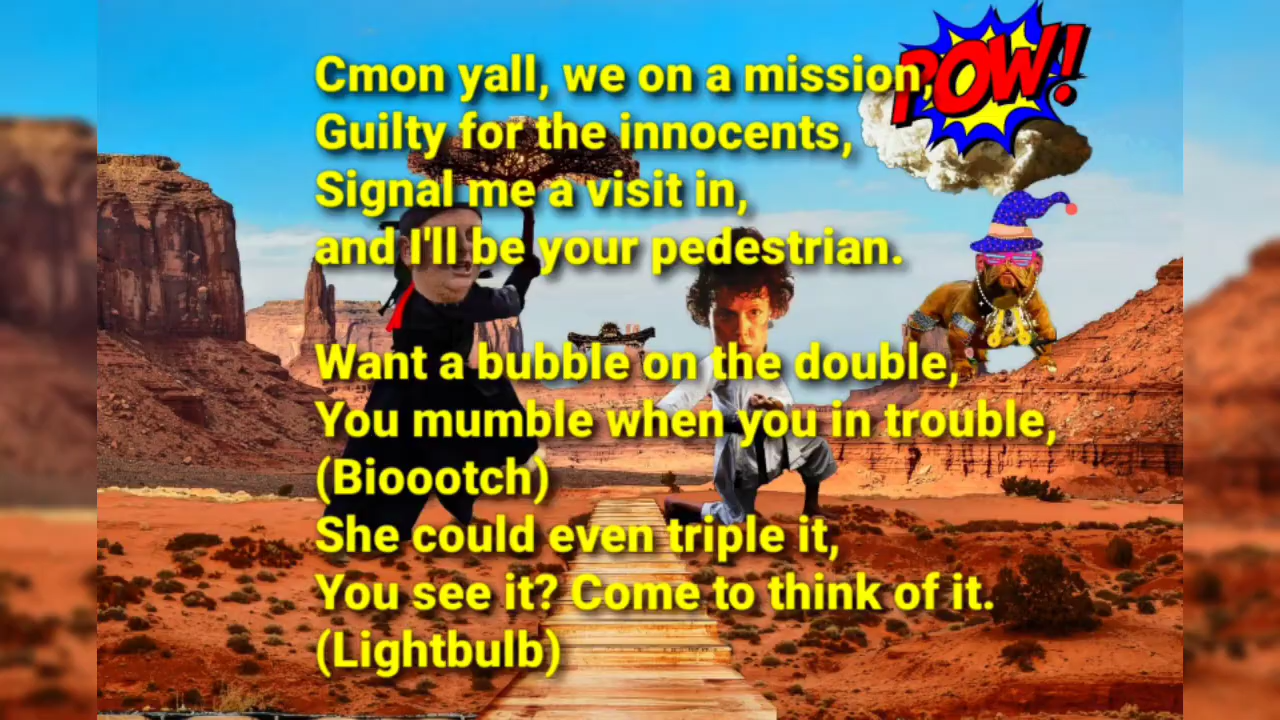 POW!!
Cmon yall, we on a mission,
Guilty for the innocents,
Signal me a visit in,
and I'll be your pedestrian.
Want a bubble on the double,
You mumble when you in trouble,
(Bioootch)
She could even triple it,
You see it? Come to think of it.
(Lightbulb)